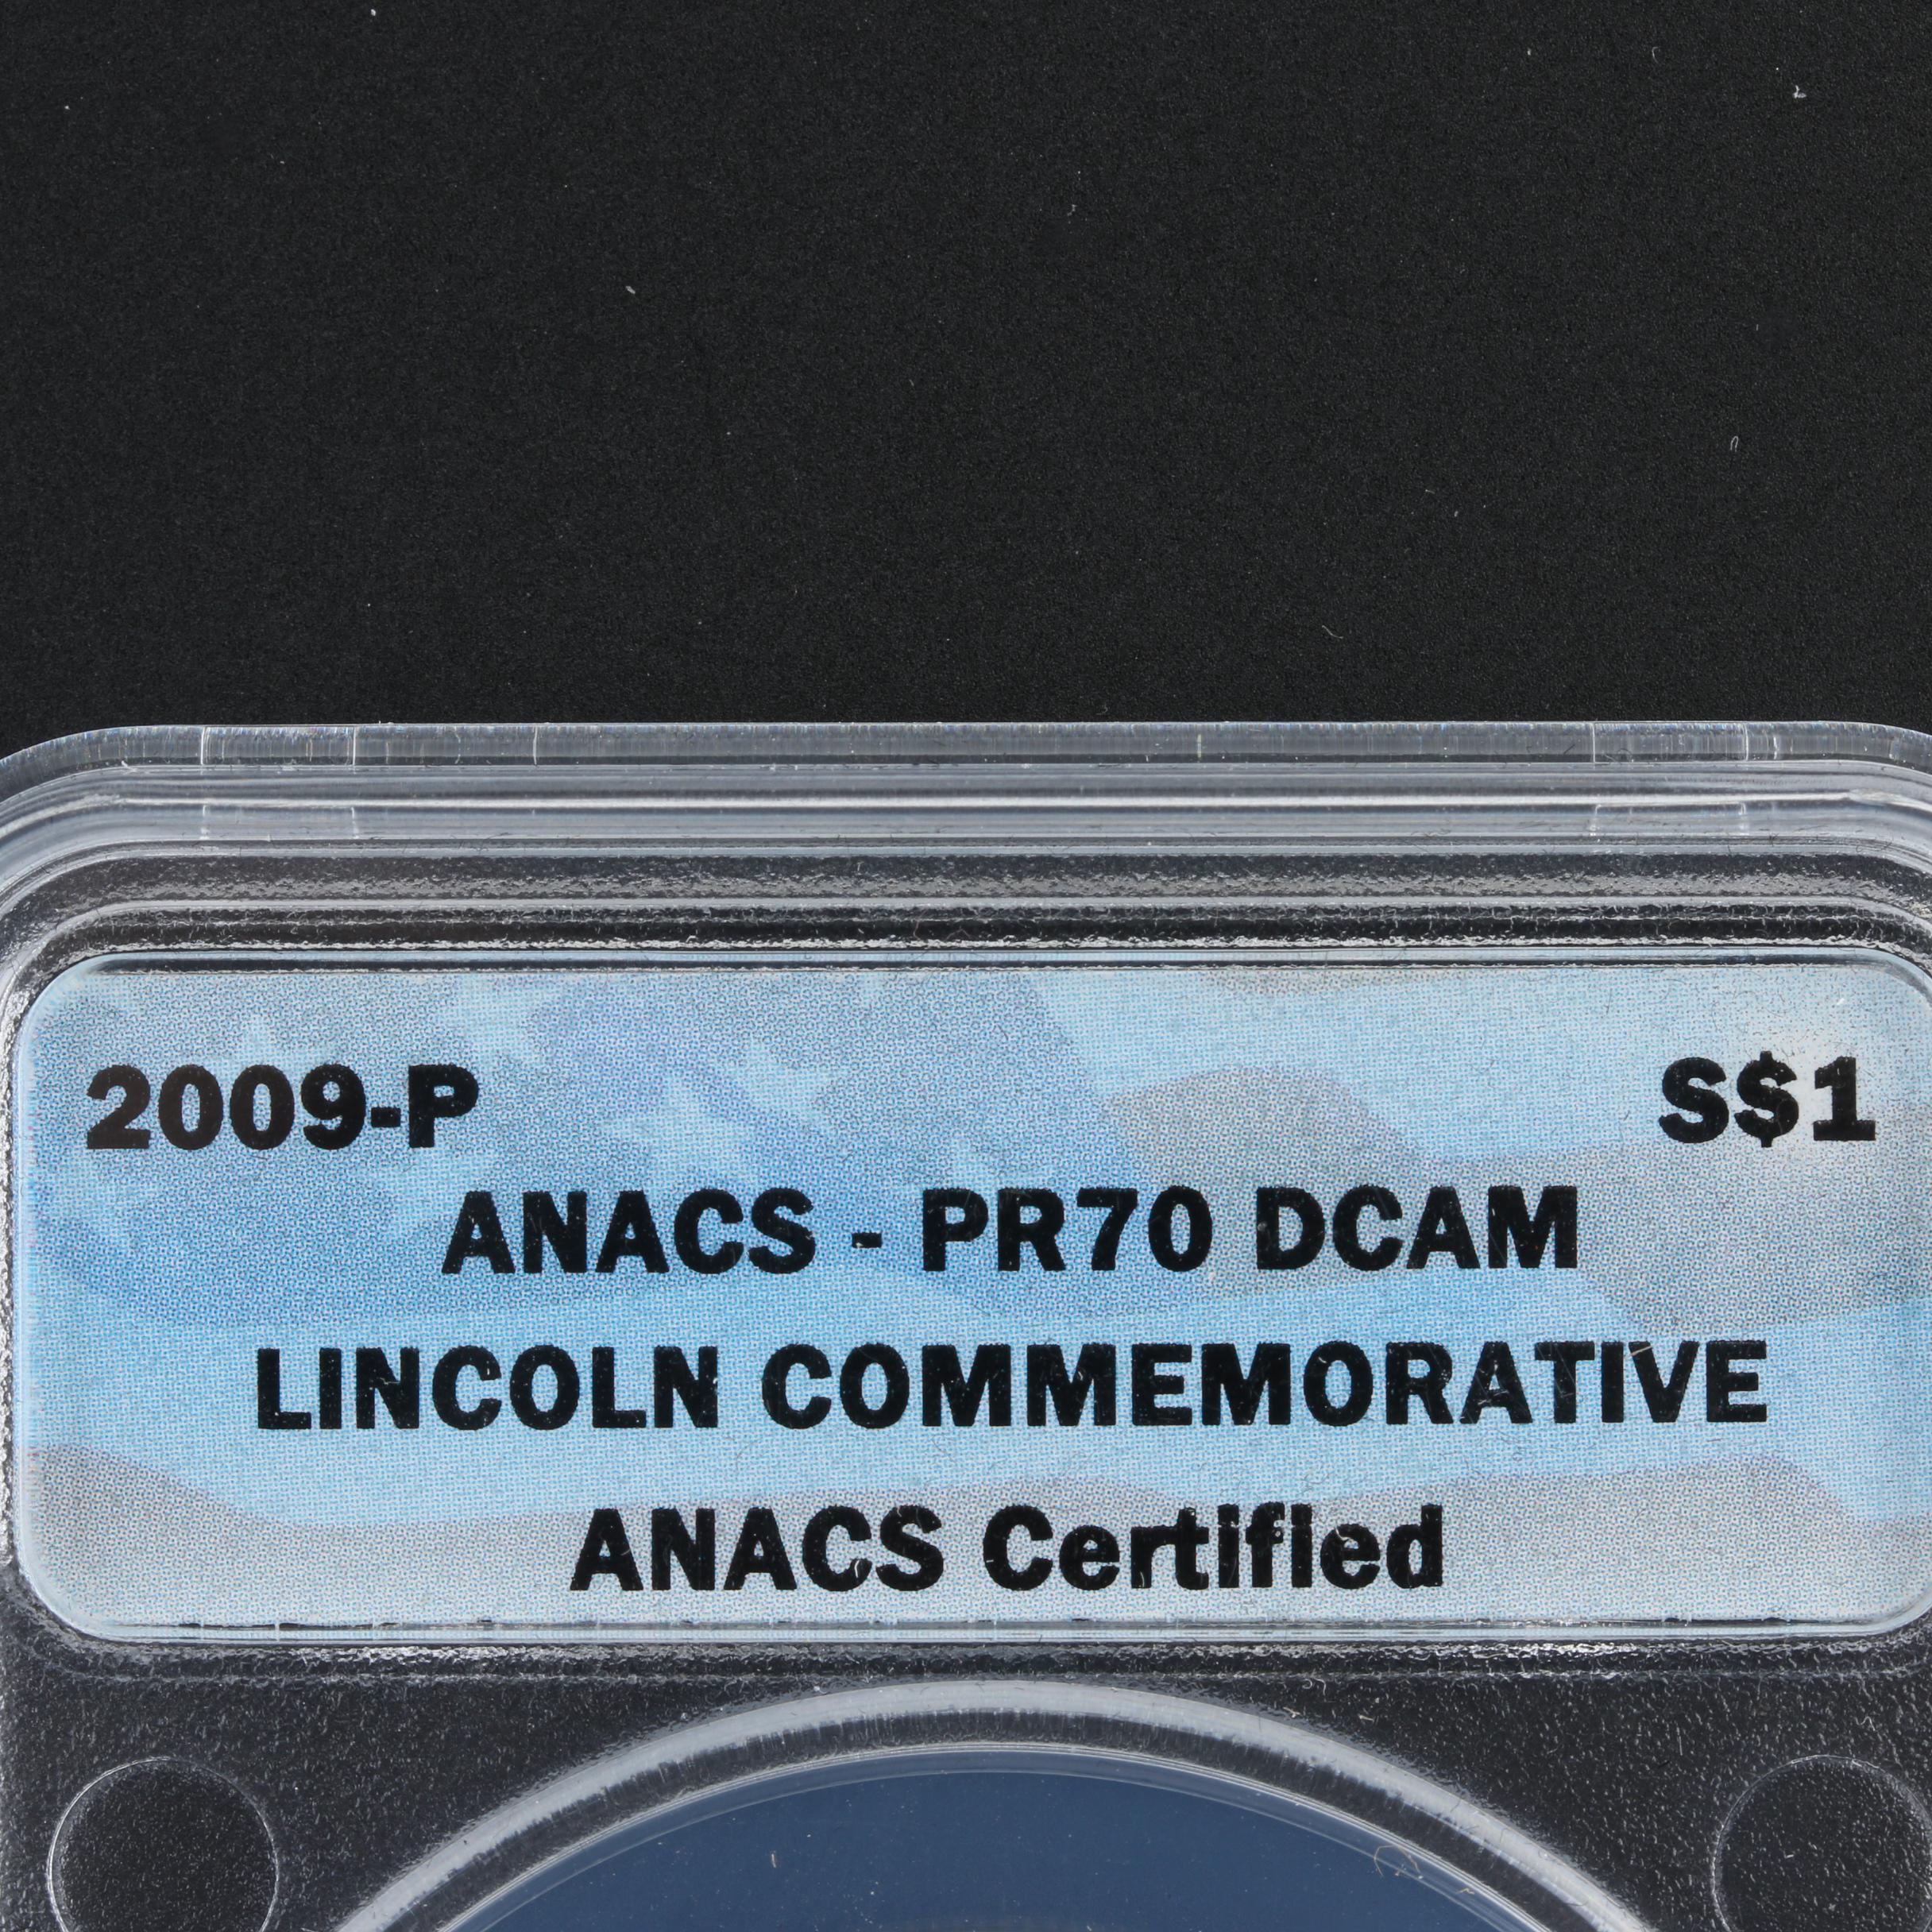 2009-P S$1
ANACS - PR70 DCAM
LINCOLN COMMEMORATIVE
ANACS Certified